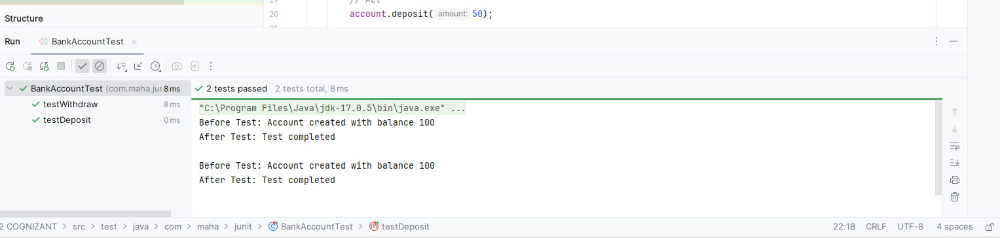 19 // Act
20 account.deposit( amount: 50);
21
Structure
Run BankAccountTest
BankAccountTest (com.maha.jur 8 ms
2 tests passed 2 tests total, 8 ms
testWithdraw 8 ms
testDeposit 0 ms
"C:\Program Files\Java\jdk-17.0.5\bin\java.exe" ...
Before Test: Account created with balance 100
After Test: Test completed
Before Test: Account created with balance 100
After Test: Test completed
2 COGNIZANT > src > test > java > com > maha > junit > BankAccountTest > testDeposit 22:18 CRLF UTF-8 4 spaces